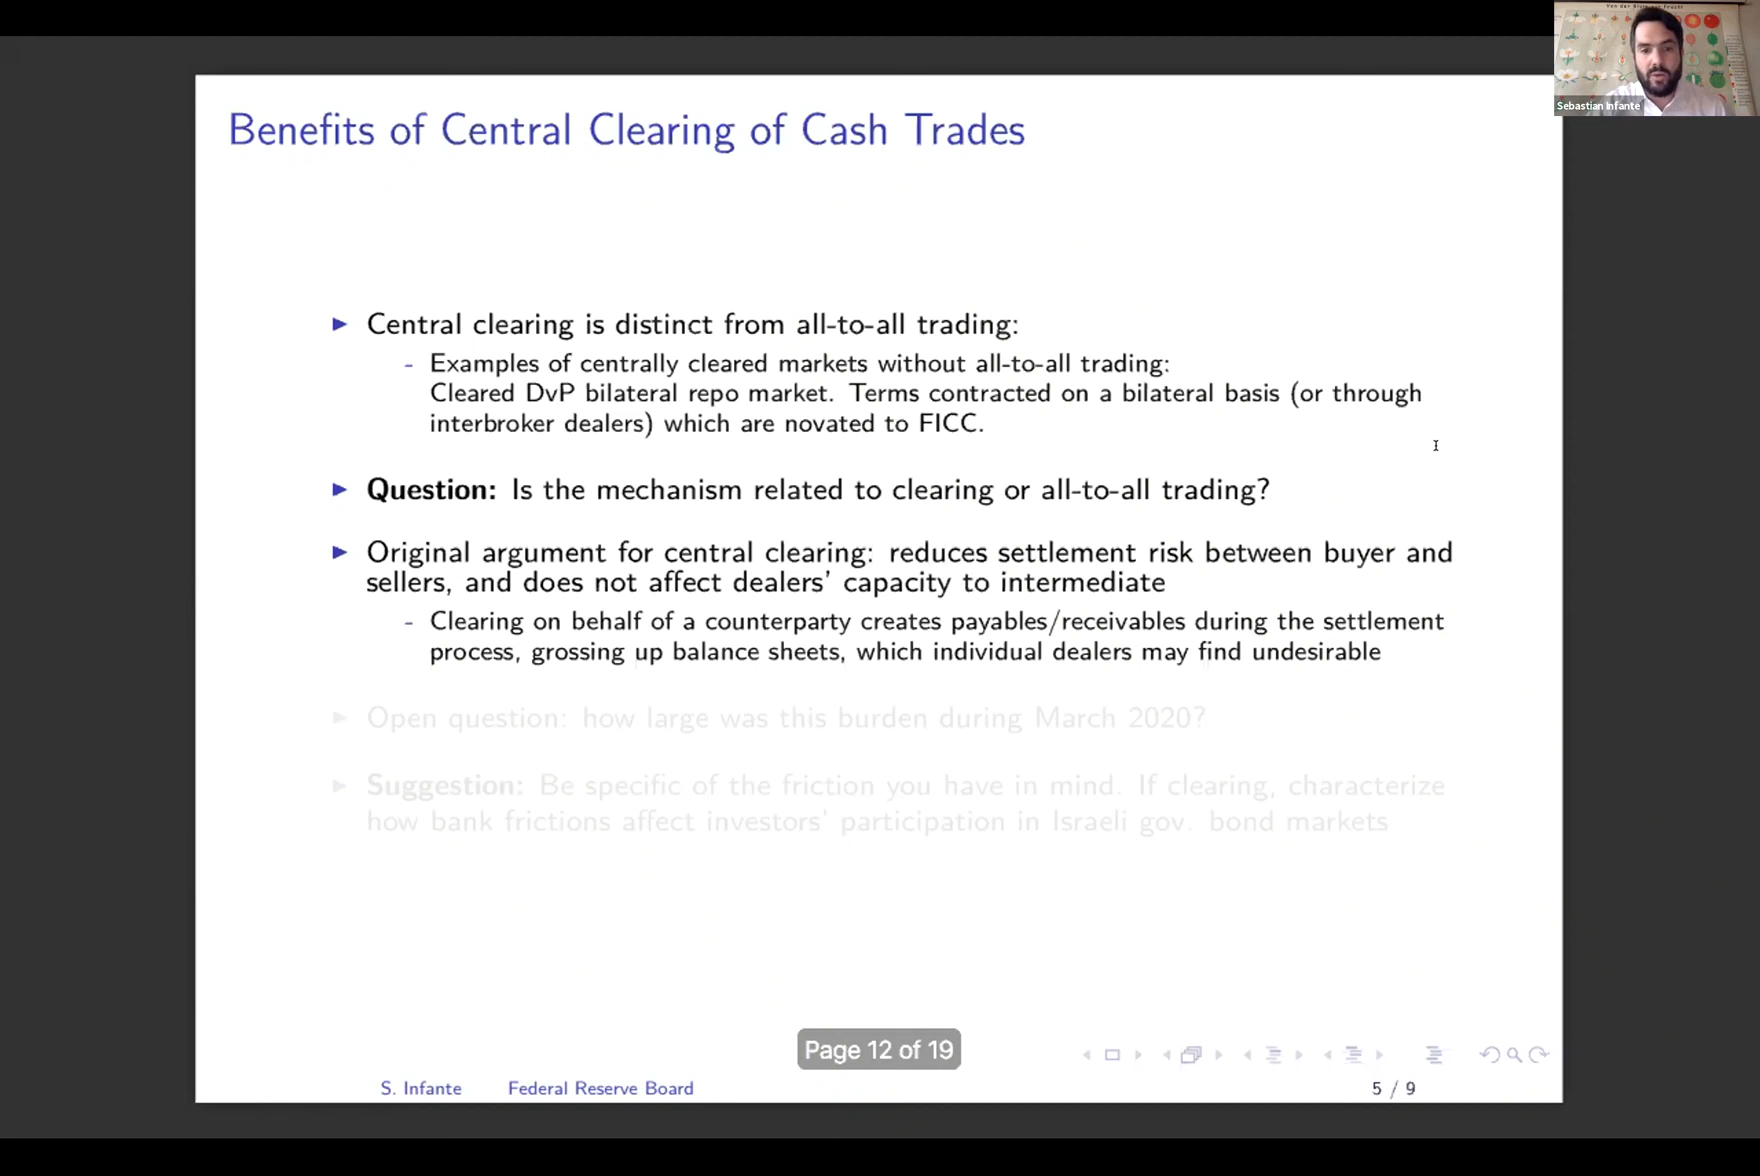 Von der Blüte zur Frucht
Sebastian Infante
Benefits of Central Clearing of Cash Trades
Central clearing is distinct from all-to-all trading:
- Examples of centrally cleared markets without all-to-all trading:
Cleared DvP bilateral repo market. Terms contracted on a bilateral basis (or through
interbroker dealers) which are novated to FICC.
Question: Is the mechanism related to clearing or all-to-all trading?
Original argument for central clearing: reduces settlement risk between buyer and
sellers, and does not affect dealers' capacity to intermediate
- Clearing on behalf of a counterparty creates payables/receivables during the settlement
process, grossing up balance sheets, which individual dealers may find undesirable
Open question: how large was this burden during March 2020?
Suggestion: Be specific of the friction you have in mind. If clearing, characterize
how bank frictions affect investors' participation in Israeli gov. bond markets
Page 12 of 19
S. Infante Federal Reserve Board 5 / 9